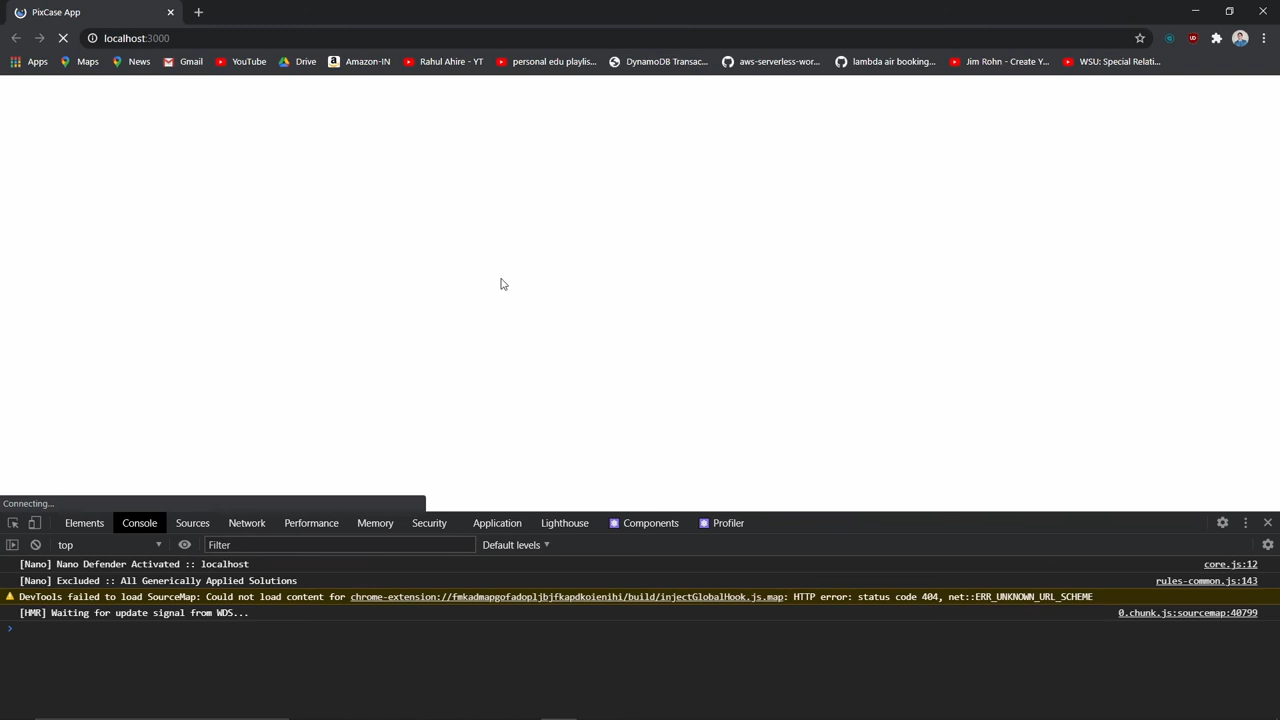 PixCase App
localhost:3000
Apps Maps News Gmail YouTube Drive Amazon-IN Rahul Ahire - YT personal edu playlis... DynamoDB Transac... aws-serverless-wor... lambda air booking... Jim Rohn - Create Y... WSU: Special Relati...
Connecting...
Elements Console Sources Network Performance Memory Security Application Lighthouse Components Profiler
top Filter Default levels
[Nano] Nano Defender Activated :: localhost core.js:12
[Nano] Excluded :: All Generically Applied Solutions rules-common.js:143
DevTools failed to load SourceMap: Could not load content for chrome-extension://fmkadmapgofadopljbjfkapdkoienihi/build/injectGlobalHook.js.map: HTTP error: status code 404, net::ERR_UNKNOWN_URL_SCHEME
[HMR] Waiting for update signal from WDS... 0.chunk.js:sourcemap:40799